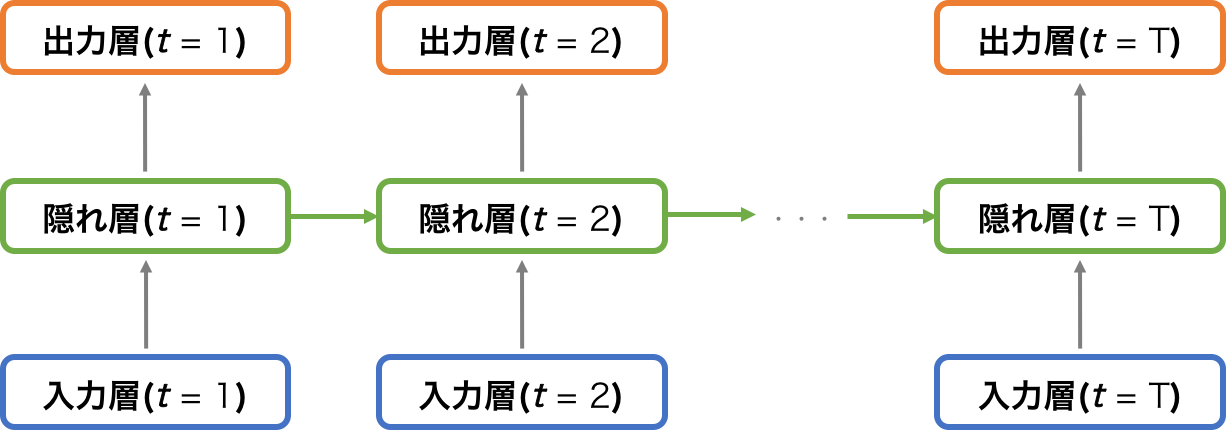 出力層(t = 1)
出力層(t = 2)
出力層(t = T)
隠れ層(t = 1)
隠れ層(t = 2)
· · ·
隠れ層(t = T)
入力層(t = 1)
入力層(t = 2)
入力層(t = T)